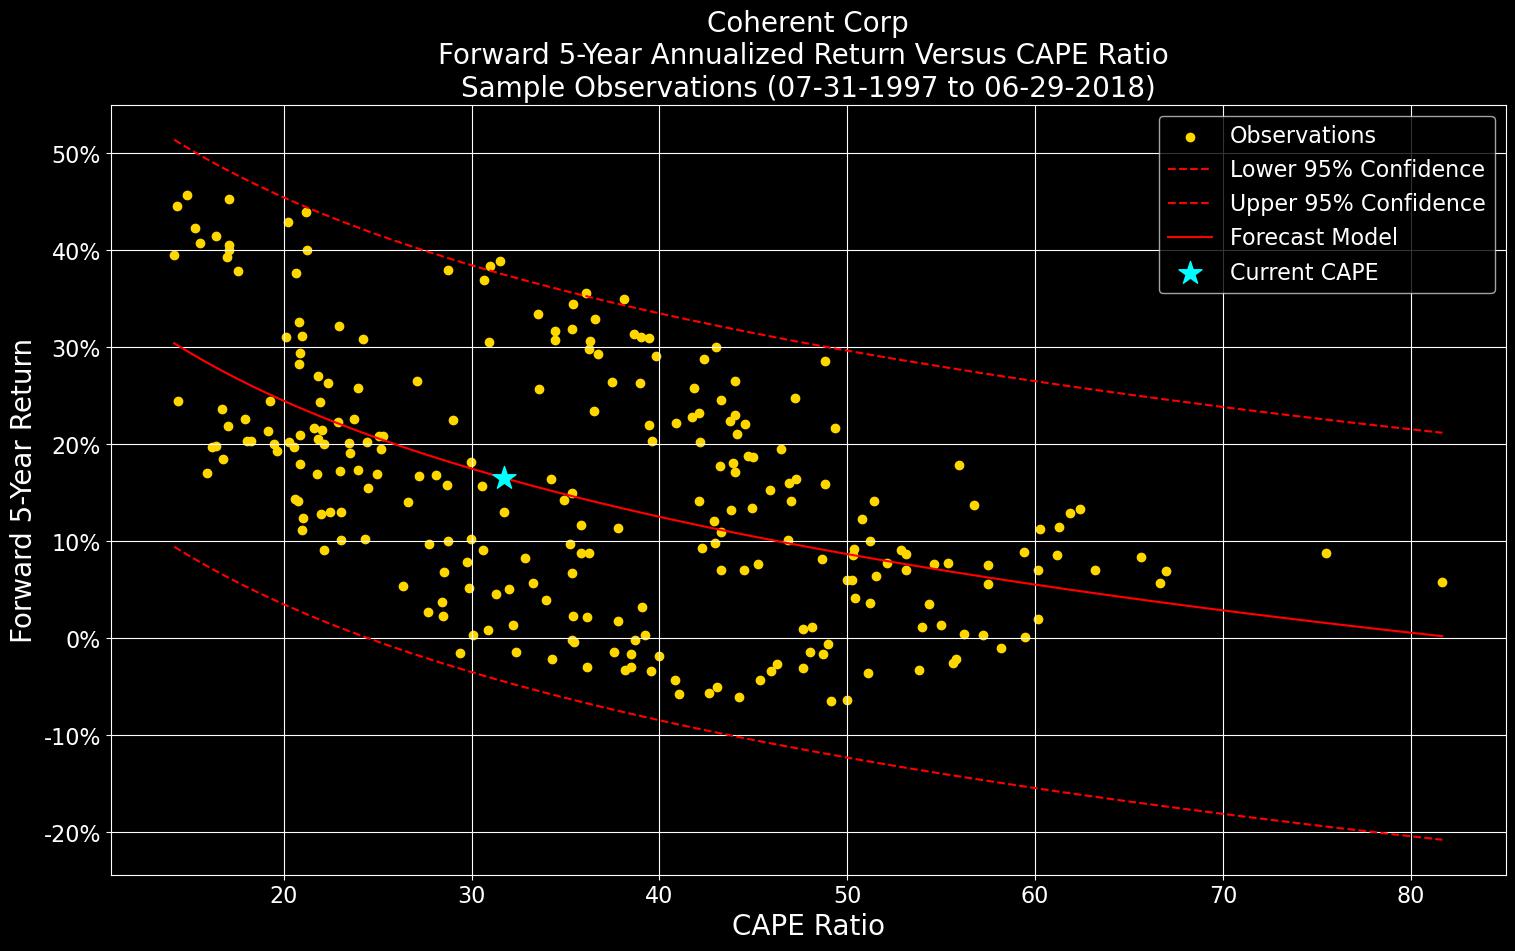 Coherent Corp
Forward 5-Year Annualized Return Versus CAPE Ratio
Sample Observations (07-31-1997 to 06-29-2018)
Observations
Lower 95% Confidence
Upper 95% Confidence
Forecast Model
Current CAPE
Forward 5-Year Return
50%
40%
30%
20%
10%
0%
-10%
-20%
20 30 40 50 60 70 80
CAPE Ratio